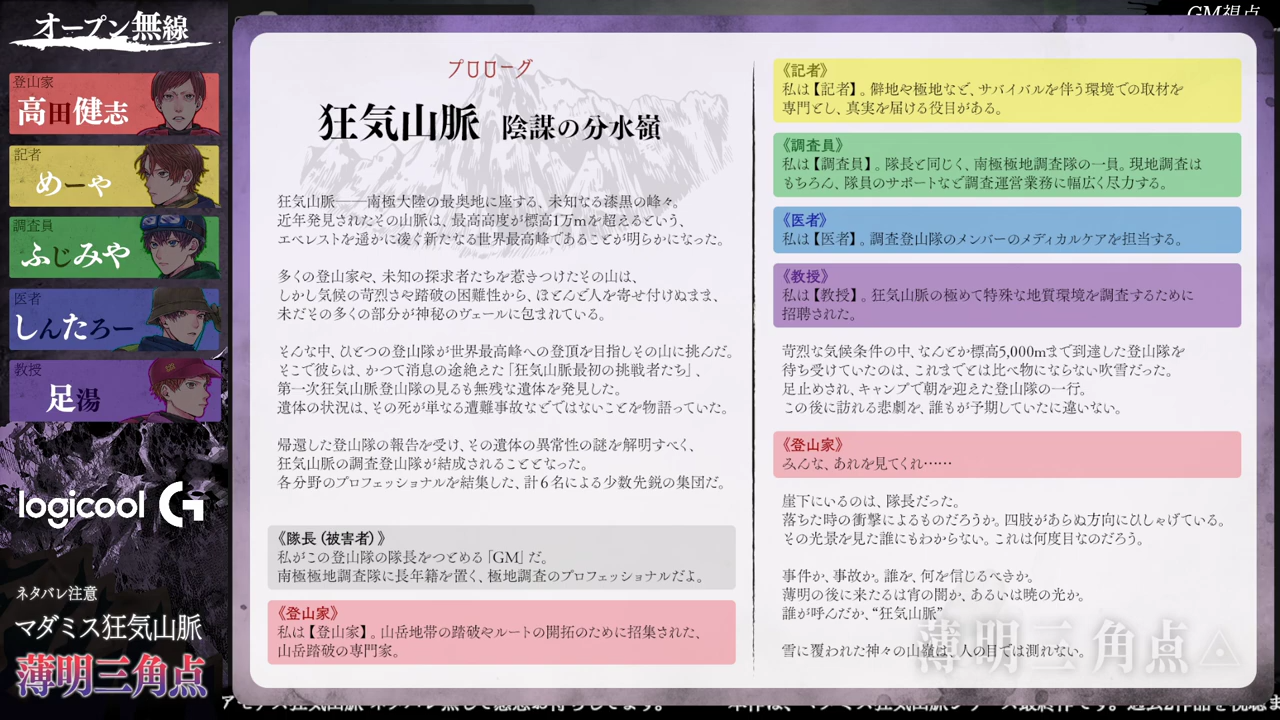 オープン無線
登山家
高田健志
記者
めーや
調査員
ふじみや
医者
しんたろー
教授
足湯
logicool G
ネタバレ注意
マダミス狂気山脈
薄明三角点
GM視点
プロローグ
狂気山脈 陰謀の分水嶺
狂気山脈──南極大陸の最奥地に座する、未知なる漆黒の峰々。
近年発見されたその山脈は、最高高度が標高1万mを超えるという、
エベレストを遥かに凌ぐ新たなる世界最高峰であることが明らかになった。
多くの登山家や、未知の探求者たちを惹きつけたその山は、
しかし気候の苛烈さや踏破の困難性から、ほとんど人を寄せ付けぬまま、
未だその多くの部分が神秘のヴェールに包まれている。
そんな中、ひとつの登山隊が世界最高峰への登頂を目指しその山に挑んだ。
そこで彼らは、かつて消息の途絶えた「狂気山脈最初の挑戦者たち」、
第一次狂気山脈登山隊の見るも無残な遺体を発見した。
遺体の状況は、その死が単なる遭難事故などではないことを物語っていた。
帰還した登山隊の報告を受け、その遺体の異常性の謎を解明すべく、
狂気山脈の調査登山隊が結成されることとなった。
各分野のプロフェッショナルを結集した、計6名による少数先鋭の集団だ。
《隊長（被害者）》
私がこの登山隊の隊長をつとめる「GM」だ。
南極極地調査隊に長年籍を置く、極地調査のプロフェッショナルだよ。
《登山家》
私は【登山家】。山岳地帯の踏破やルートの開拓のために招集された、
山岳踏破の専門家。
《記者》
私は【記者】。僻地や極地など、サバイバルを伴う環境での取材を
専門とし、真実を届ける役目がある。
《調査員》
私は【調査員】。隊長と同じく、南極極地調査隊の一員。現地調査は
もちろん、隊員のサポートなど調査運営業務に幅広く尽力する。
《医者》
私は【医者】。調査登山隊のメンバーのメディカルケアを担当する。
《教授》
私は【教授】。狂気山脈の極めて特殊な地質環境を調査するために
招聘された。
苛烈な気候条件の中、なんとか標高5,000mまで到達した登山隊を
待ち受けていたのは、これまでとは比べ物にならない吹雪だった。
足止めされ、キャンプで朝を迎えた登山隊の一行。
この後に訪れる悲劇を、誰もが予期していたに違いない。
《登山家》
みんな、あれを見てくれ……
崖下にいるのは、隊長だった。
落ちた時の衝撃によるものだろうか。四肢があらぬ方向にひしゃげている。
その光景を見た誰にもわからない。これは何度目なのだろう。
事件か、事故か。誰を、何を信じるべきか。
薄明の後に来たるは宵の闇か、あるいは暁の光か。
誰が呼んだか、“狂気山脈”
雪に覆われた神々の山嶺は、人の目では測れない。
薄明三角点